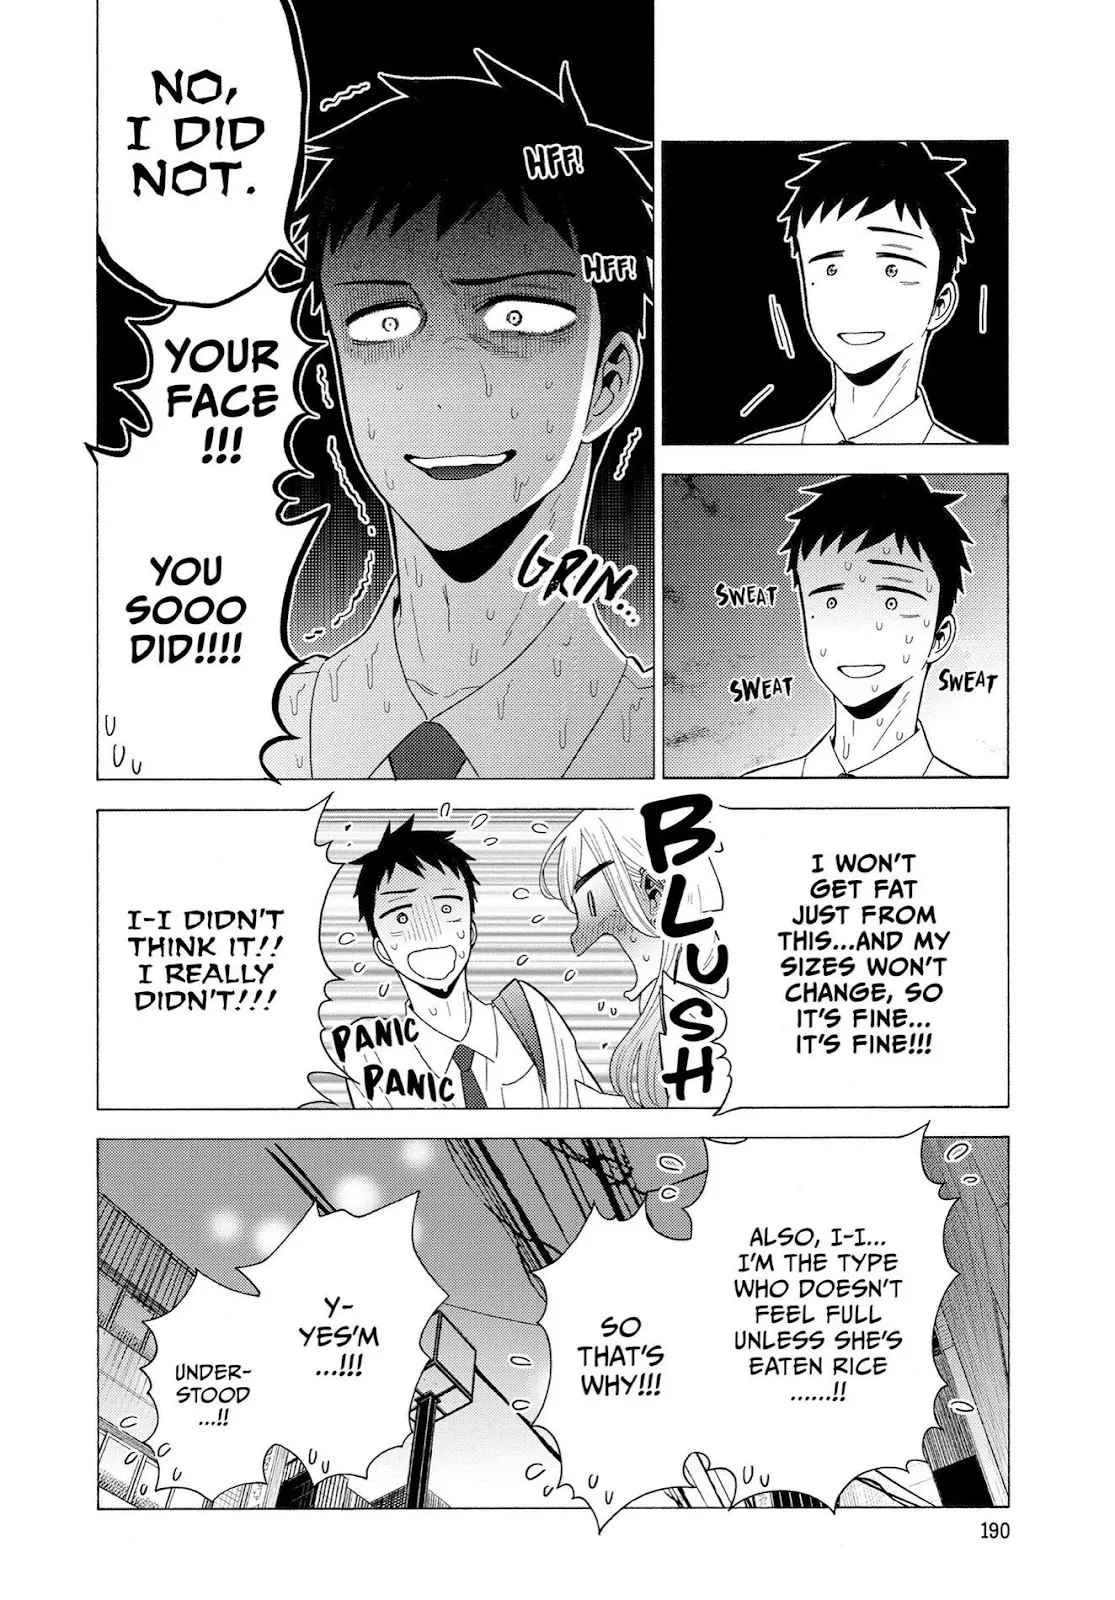 SWEAT
SWEAT
SWEAT
HFF!
HFF!
GRIN...
NO,
I DID
NOT.
YOUR
FACE
!!!
YOU
SOOO
DID!!!!
I WON'T
GET FAT
JUST FROM
THIS...AND MY
SIZES WON'T
CHANGE, SO
IT'S FINE...
IT'S FINE!!!
BLUSH
PANIC
PANIC
I-I DIDN'T
THINK IT!!
I REALLY
DIDN'T!!!
ALSO, I-I...
I'M THE TYPE
WHO DOESN'T
FEEL FULL
UNLESS SHE'S
EATEN RICE
......!!
SO
THAT'S
WHY!!!
Y-
YES'M
...!!!
UNDER-
STOOD
...!!
190